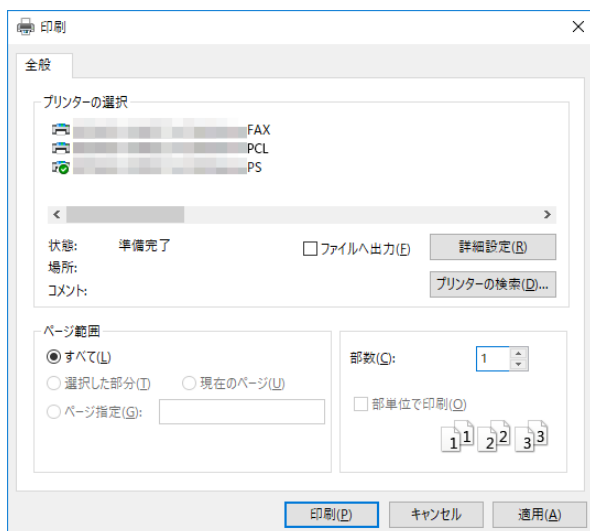 印刷
全般
プリンターの選択
FAX
PCL
PS
状態: 準備完了
□ファイルへ出力(F) 詳細設定(R)
場所:
コメント: プリンターの検索(D)...
ページ範囲
すべて(L)
選択した部分(T) 現在のページ(U)
ページ指定(G):
部数(C): 1
部単位で印刷(O)
1 1 2 2 3 3
印刷(P) キャンセル 適用(A)